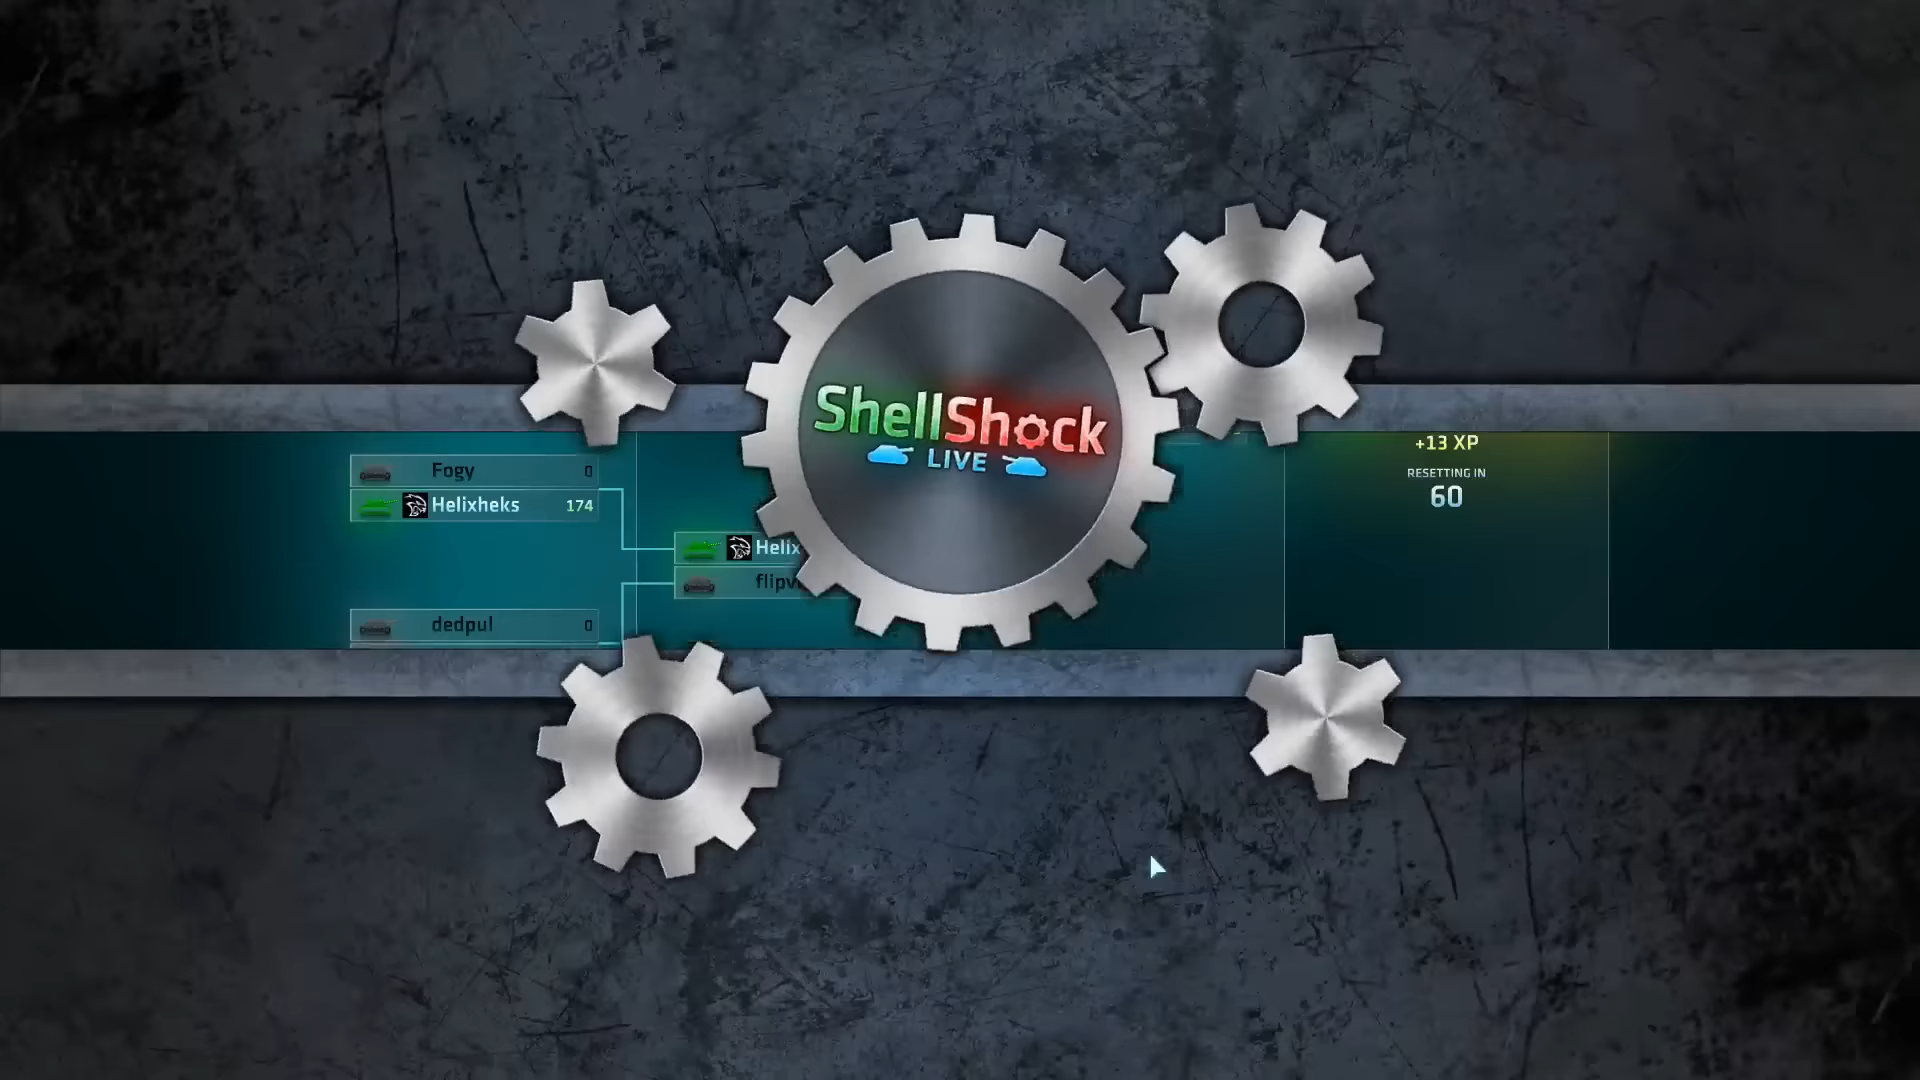 ShellShock
LIVE
+13 XP
RESETTING IN
60
Fogy 0
Helixheks 174
Helix
flipv
dedpul 0